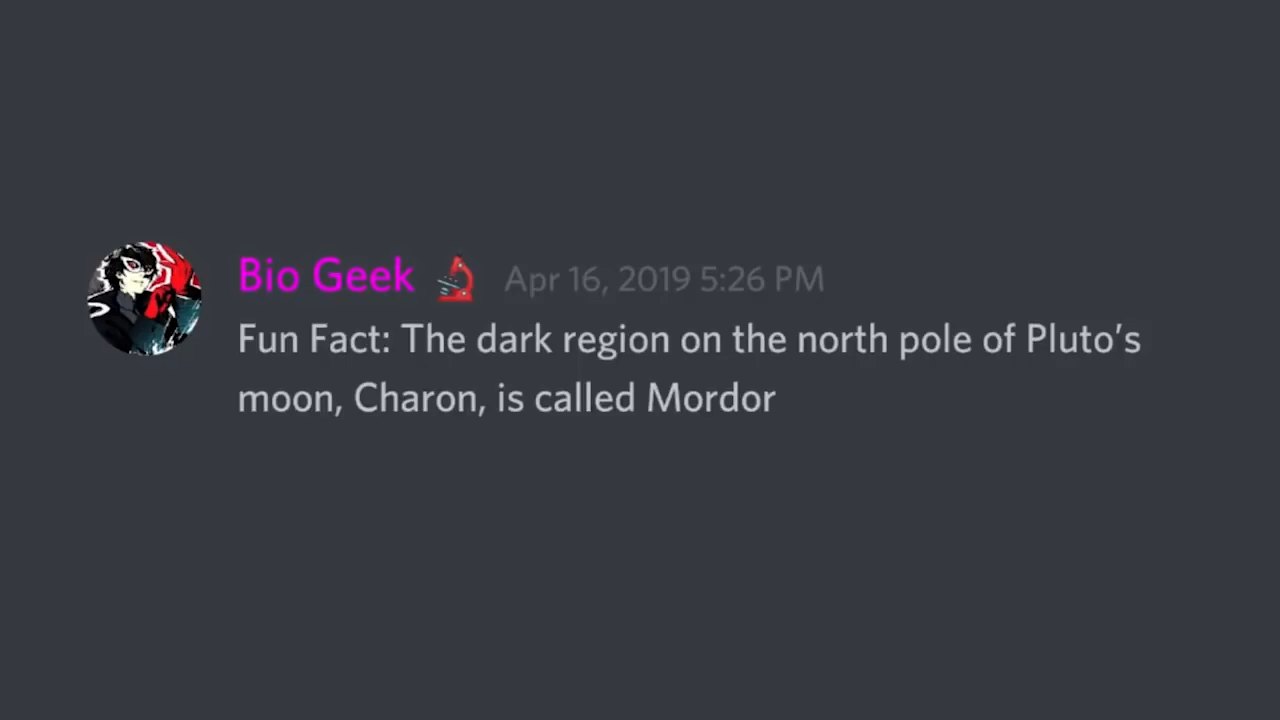 Bio Geek 🔬 Apr 16, 2019 5:26 PM
Fun Fact: The dark region on the north pole of Pluto’s
moon, Charon, is called Mordor